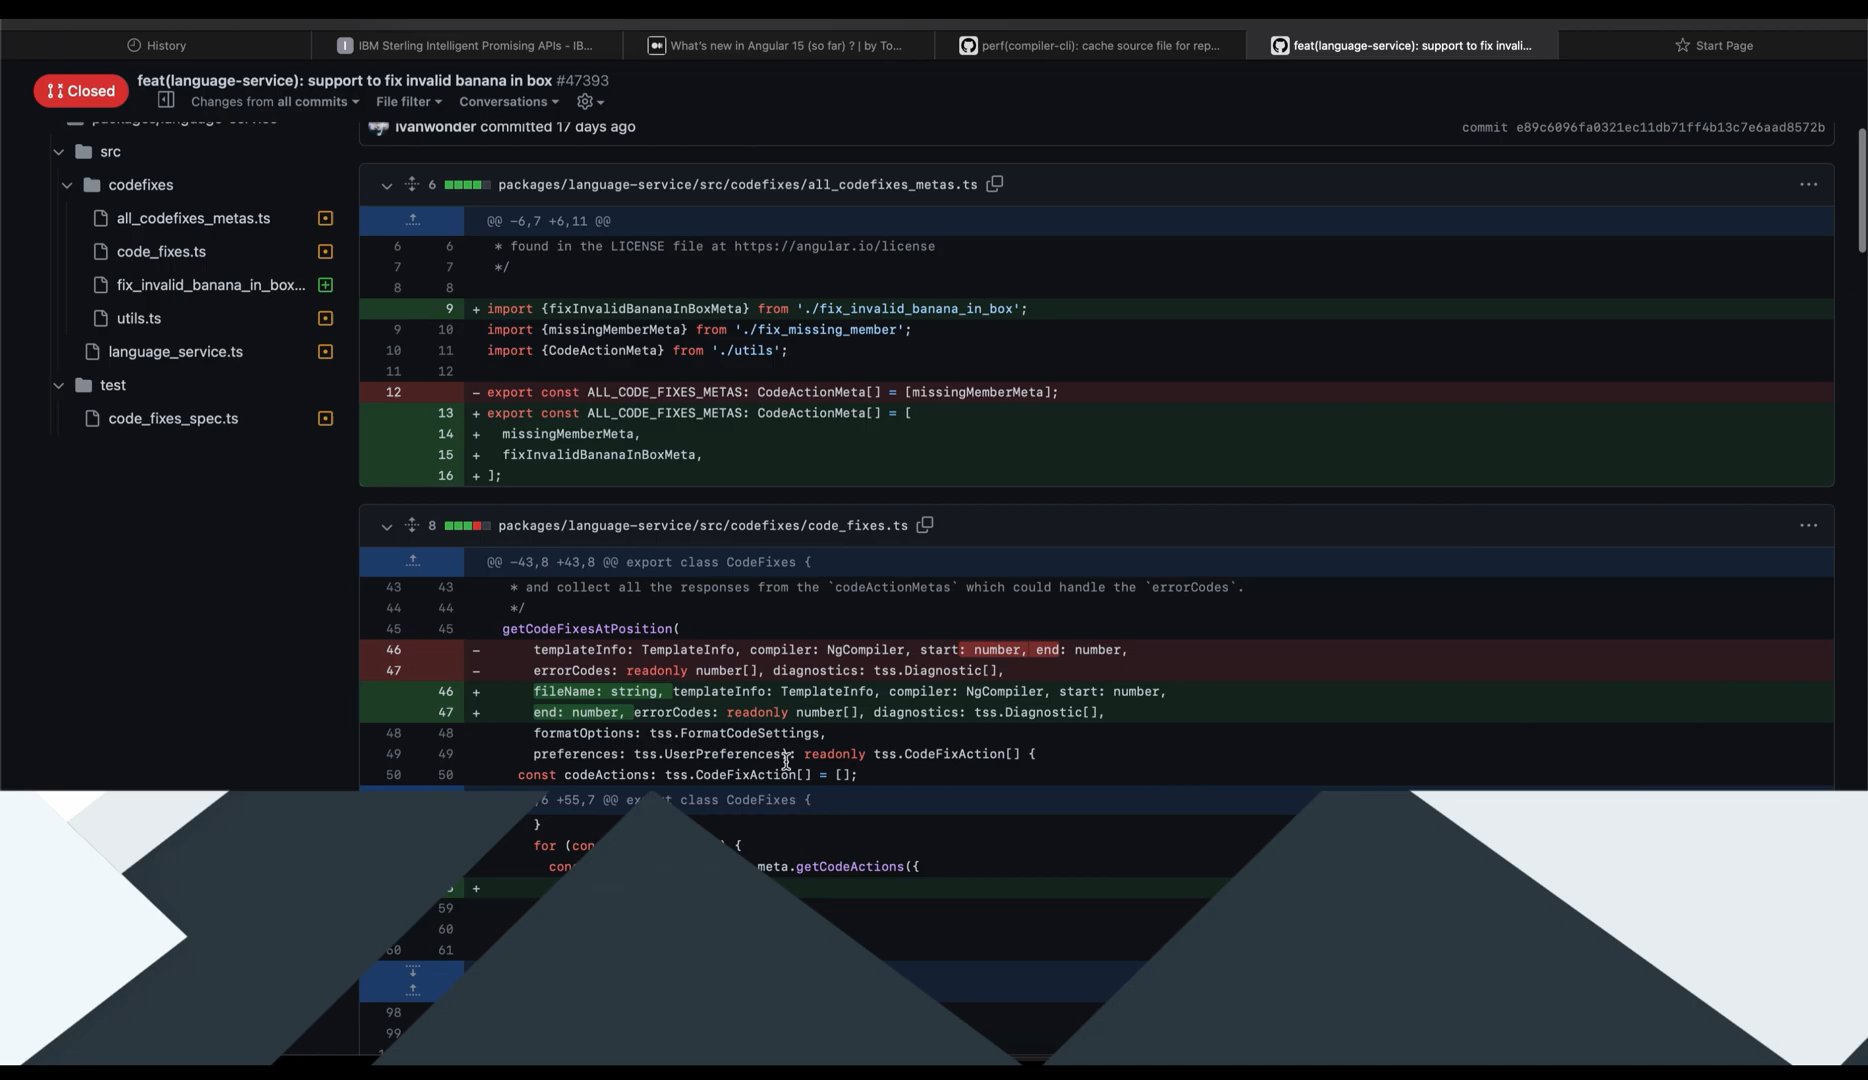 History
IBM Sterling Intelligent Promising APIs - IB...
What's new in Angular 15 (so far) ? | by To...
perf(compiler-cli): cache source file for rep...
feat(language-service): support to fix invali...
Start Page
Closed
feat(language-service): support to fix invalid banana in box #47393
Changes from all commits
File filter
Conversations
packages/language-service
src
codefixes
all_codefixes_metas.ts
code_fixes.ts
fix_invalid_banana_in_box...
utils.ts
language_service.ts
test
code_fixes_spec.ts
ivanwonder committed 17 days ago
commit e89c6096fa0321ec11db71ff4b13c7e6aad8572b
6 packages/language-service/src/codefixes/all_codefixes_metas.ts
@@ -6,7 +6,11 @@
6 6 * found in the LICENSE file at https://angular.io/license
7 7 */
8 8
9 + import {fixInvalidBananaInBoxMeta} from './fix_invalid_banana_in_box';
9 10 import {missingMemberMeta} from './fix_missing_member';
10 11 import {CodeActionMeta} from './utils';
11 12
12 - export const ALL_CODE_FIXES_METAS: CodeActionMeta[] = [missingMemberMeta];
13 + export const ALL_CODE_FIXES_METAS: CodeActionMeta[] = [
14 + missingMemberMeta,
15 + fixInvalidBananaInBoxMeta,
16 + ];
8 packages/language-service/src/codefixes/code_fixes.ts
@@ -43,8 +43,8 @@ export class CodeFixes {
43 43 * and collect all the responses from the `codeActionMetas` which could handle the `errorCodes`.
44 44 */
45 45 getCodeFixesAtPosition(
46 - templateInfo: TemplateInfo, compiler: NgCompiler, start: number, end: number,
47 - errorCodes: readonly number[], diagnostics: tss.Diagnostic[],
46 + fileName: string, templateInfo: TemplateInfo, compiler: NgCompiler, start: number,
47 + end: number, errorCodes: readonly number[], diagnostics: tss.Diagnostic[],
48 48 formatOptions: tss.FormatCodeSettings,
49 49 preferences: tss.UserPreferences): readonly tss.CodeFixAction[] {
50 50 const codeActions: tss.CodeFixAction[] = [];
,6 +55,7 @@ class CodeFixes {
}
for ( {
meta.getCodeActions({
+
59
60
61
98
99